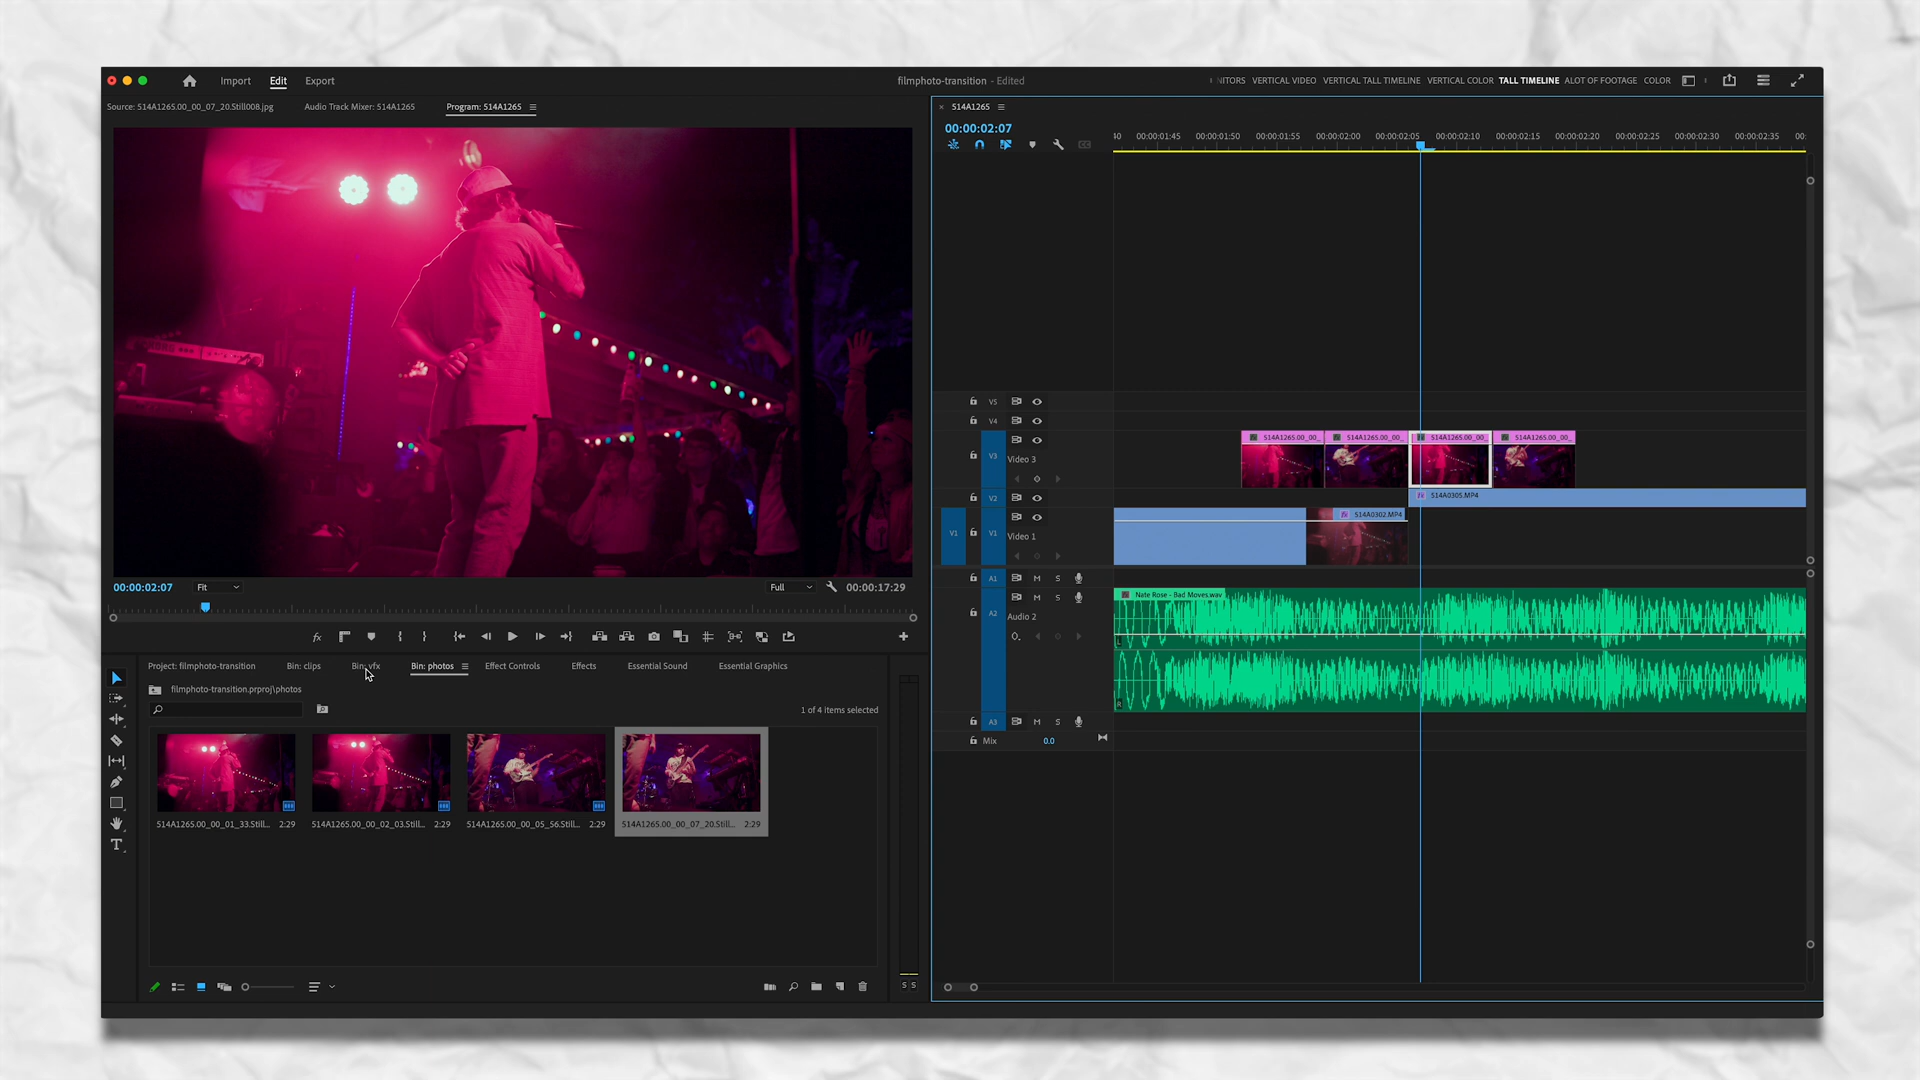 Import Edit Export
filmphoto-transition - Edited
NITORS VERTICAL VIDEO VERTICAL TALL TIMELINE VERTICAL COLOR TALL TIMELINE ALOT OF FOOTAGE COLOR
Source: 514A1265.00_00_07_20.Still008.jpg Audio Track Mixer: 514A1265 Program: 514A1265
KORG
00:00:02:07 Fit Full 00:00:17:29
fx
Project: filmphoto-transition Bin: clips Bin: vfx Bin: photos Effect Controls Effects Essential Sound Essential Graphics
filmphoto-transition.prproj\photos
1 of 4 items selected
514A1265.00_00_01_33.Still... 2:29 514A1265.00_00_02_03.Still... 2:29 514A1265.00_00_05_56.Still... 2:29 514A1265.00_00_07_20.Still... 2:29
S S
514A1265
00:00:02:07
40 00:00:01:45 00:00:01:50 00:00:01:55 00:00:02:00 00:00:02:05 00:00:02:10 00:00:02:15 00:00:02:20 00:00:02:25 00:00:02:30 00:00:02:35 00:
V5
V4
514A1265.00_00_ 514A1265.00_00_ 514A1265.00_00_ 514A1265.00_00_
V3 Video 3
V2 514A0305.MP4
514A0302.MP4
V1 V1 Video 1
A1 M S
M S Nate Rose - Bad Moves.wav
A2 Audio 2
L
R
A3 M S
Mix 0.0